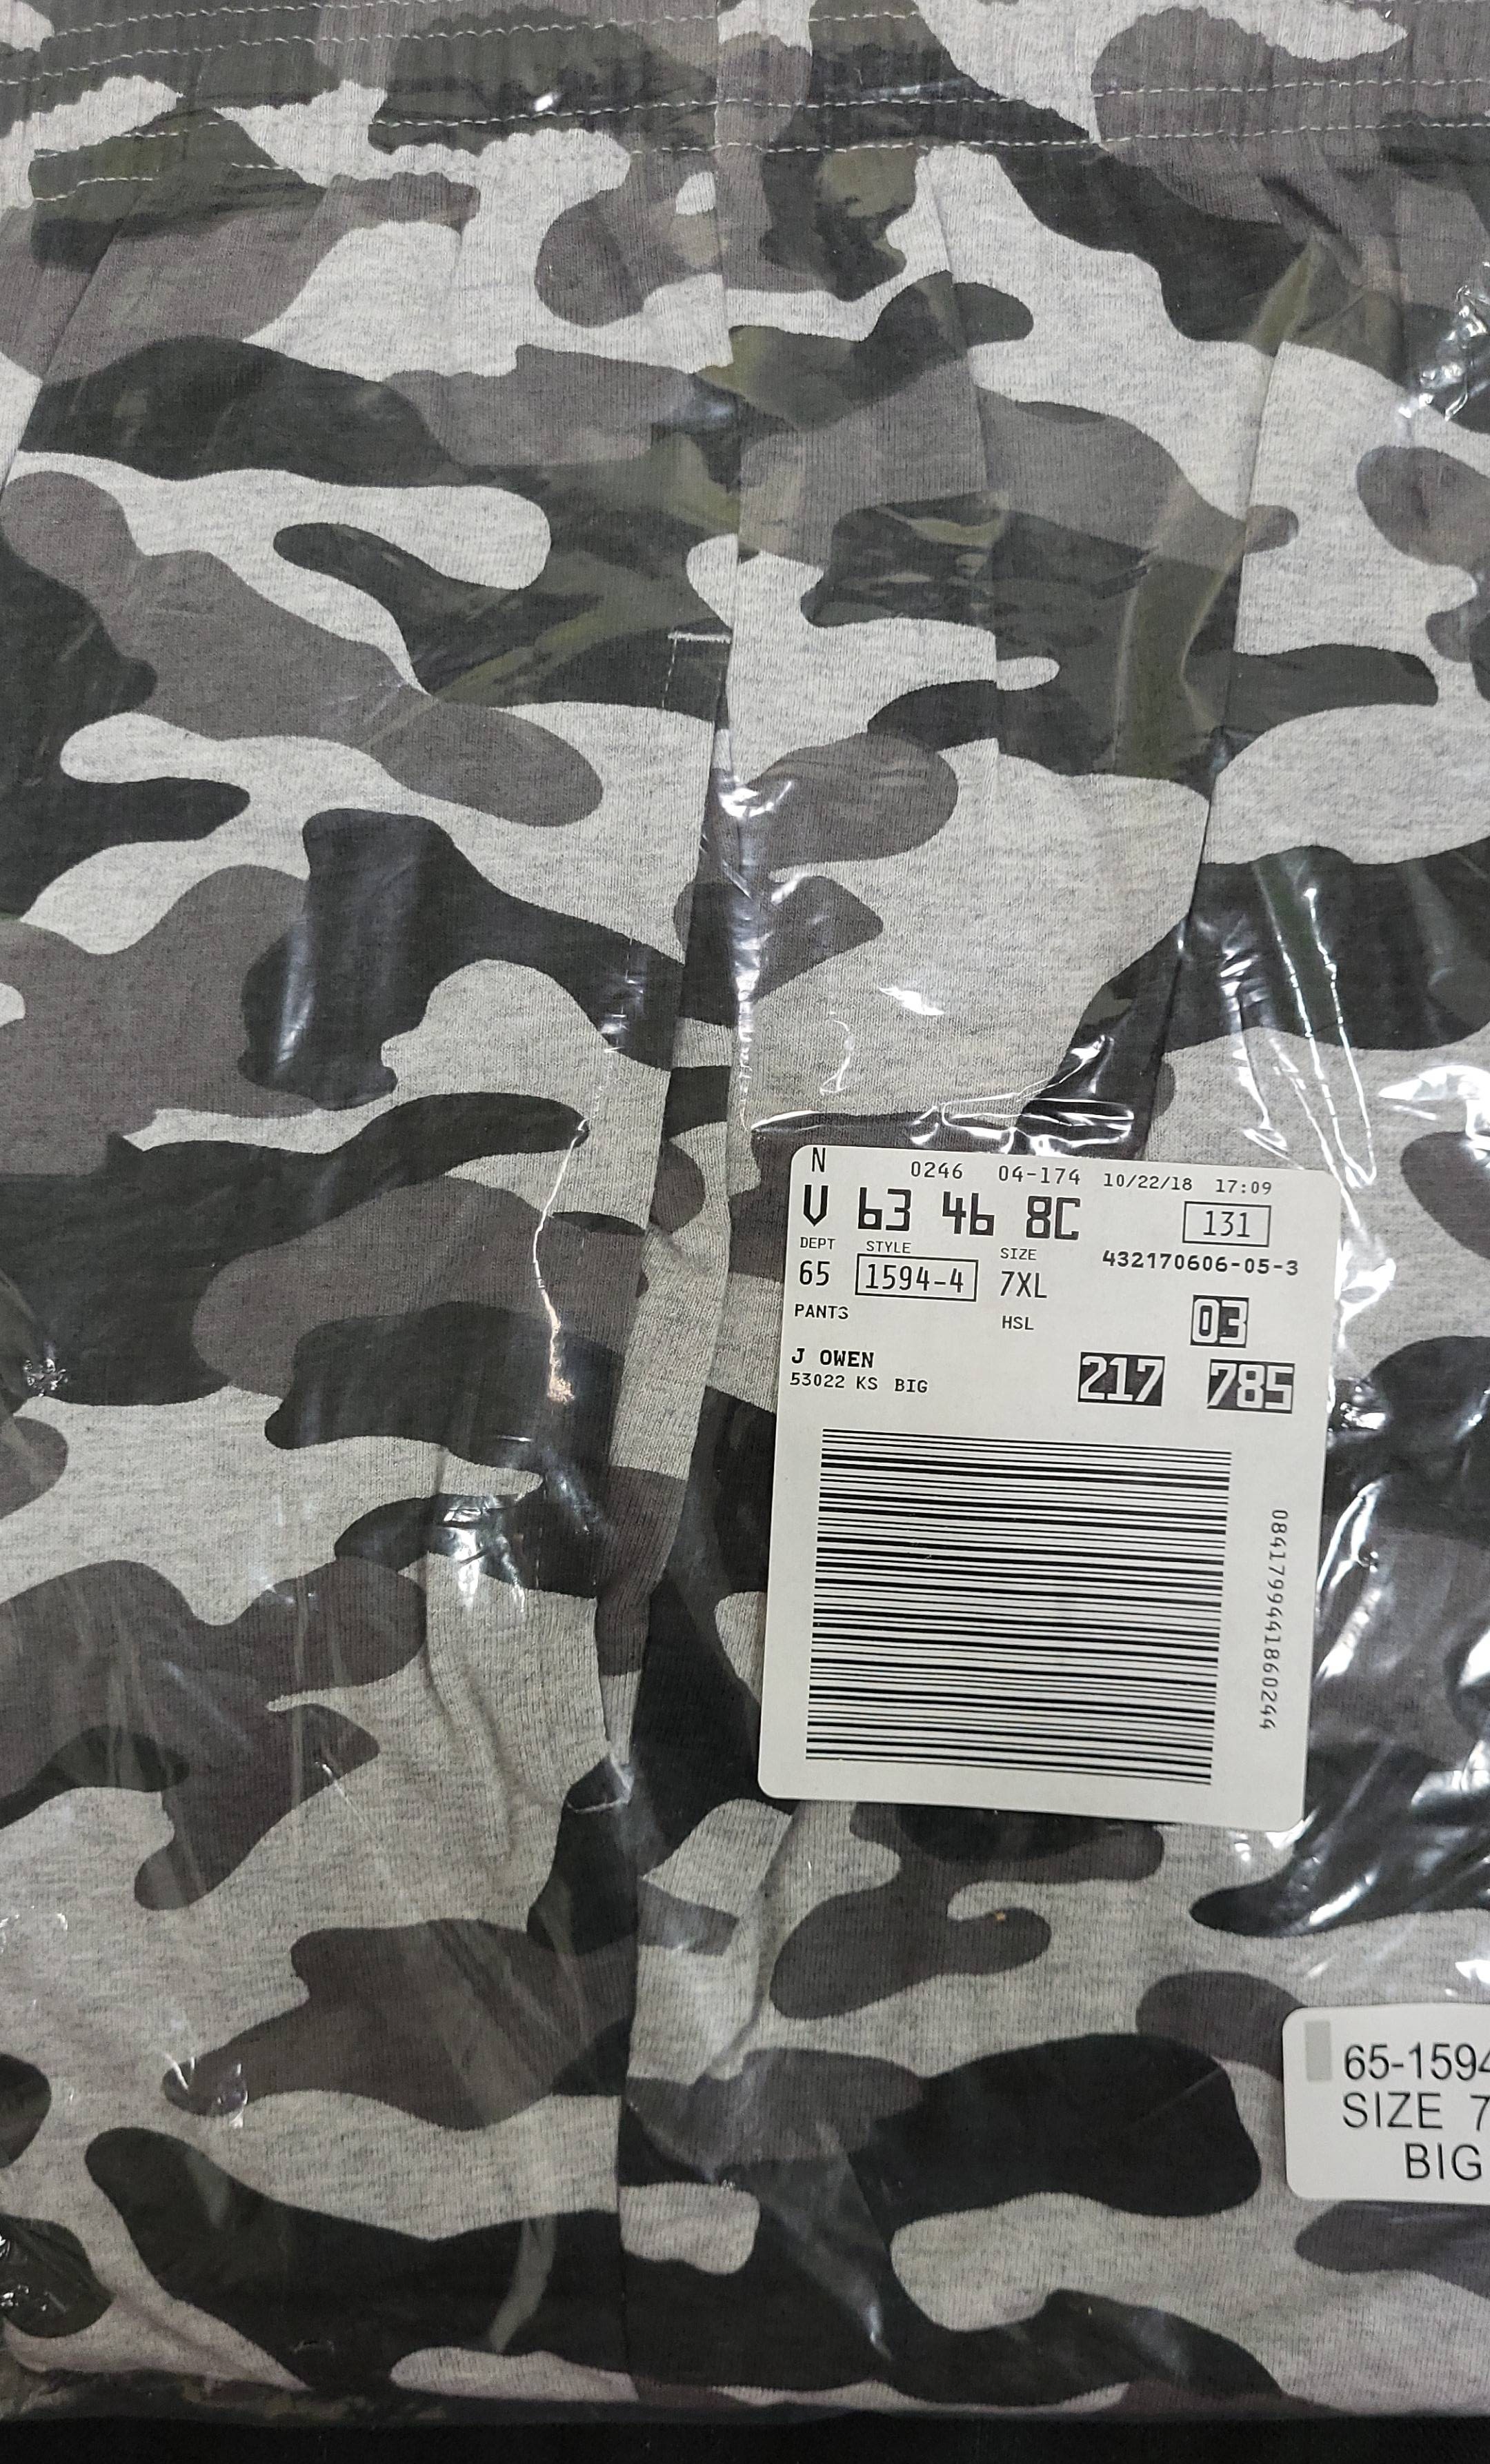 N 0246 04-174 10/22/18 17:09
V 63 46 8C 131
DEPT STYLE SIZE 432170606-05-3
65 1594-4 7XL
PANTS HSL 03
J OWEN 217 785
53022 KS BIG
0841799441860244
65-1594
SIZE 7
BIG